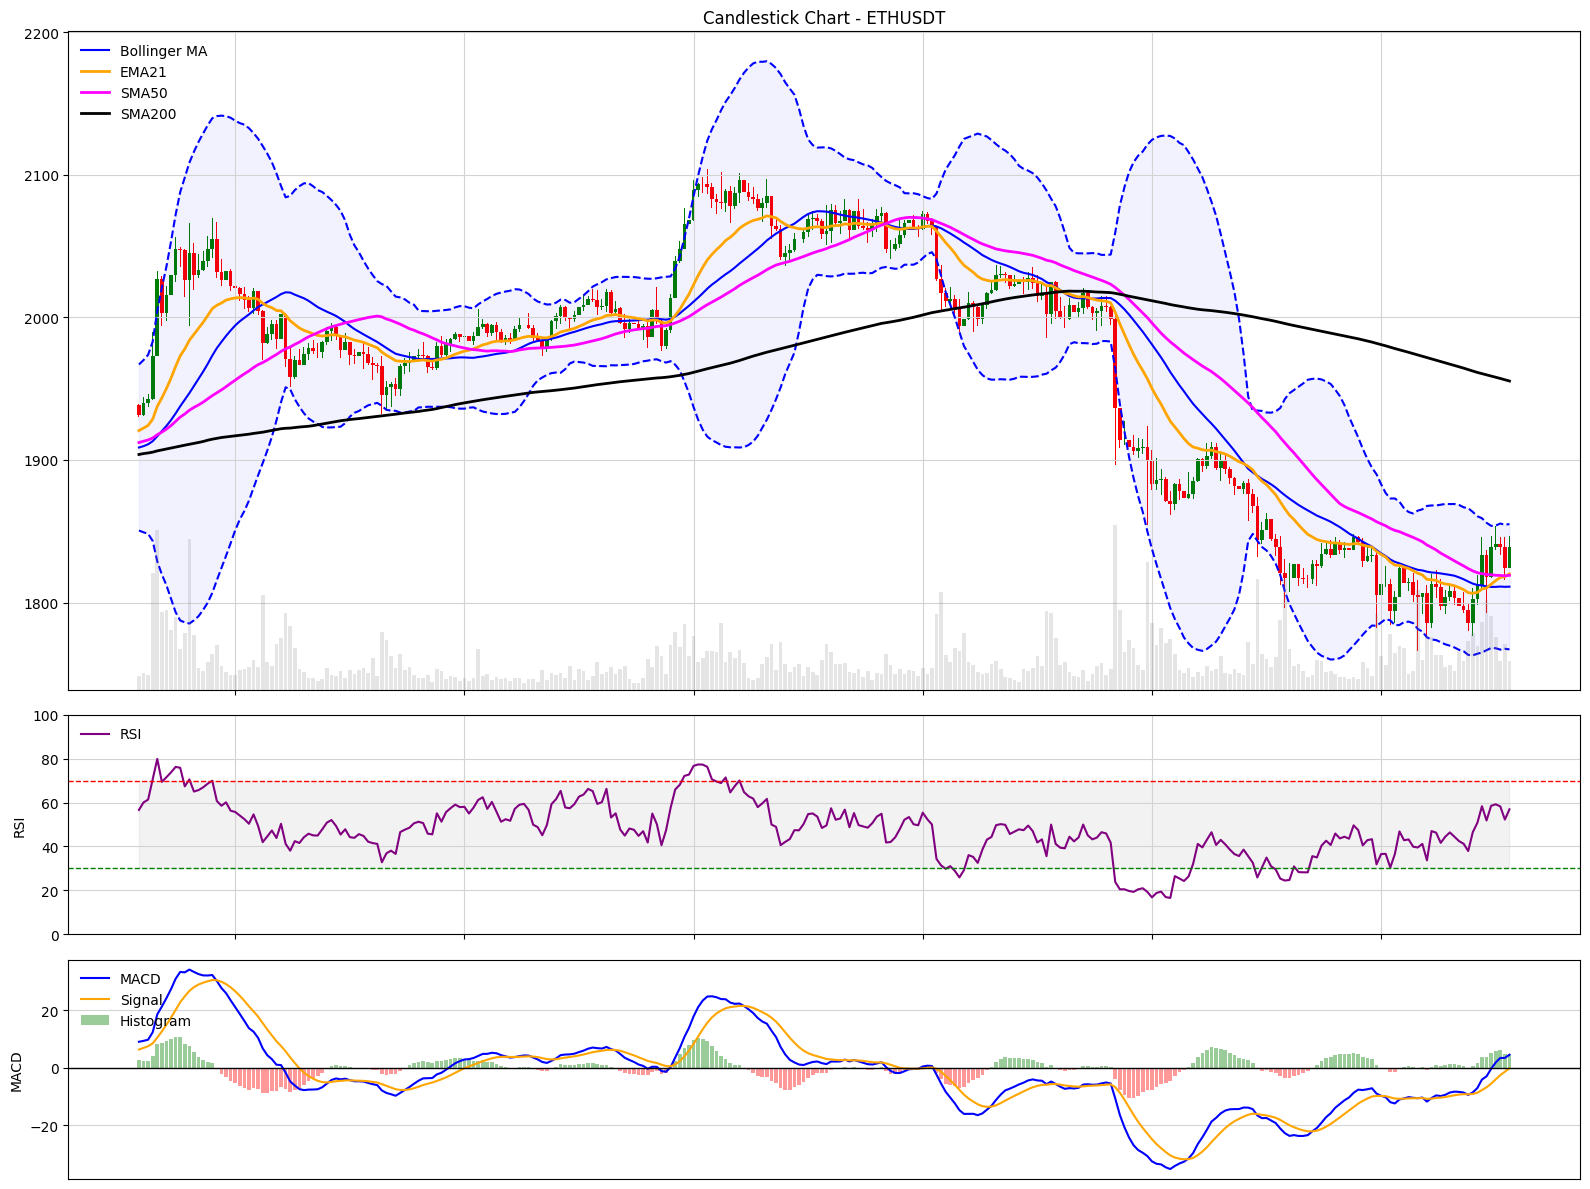 Candlestick Chart - ETHUSDT
2200
Bollinger MA
EMA21
SMA50
SMA200
2100
2000
1900
1800
100
RSI
80
60
RSI
40
20
0
MACD
Signal
20
Histogram
MACD
0
−20